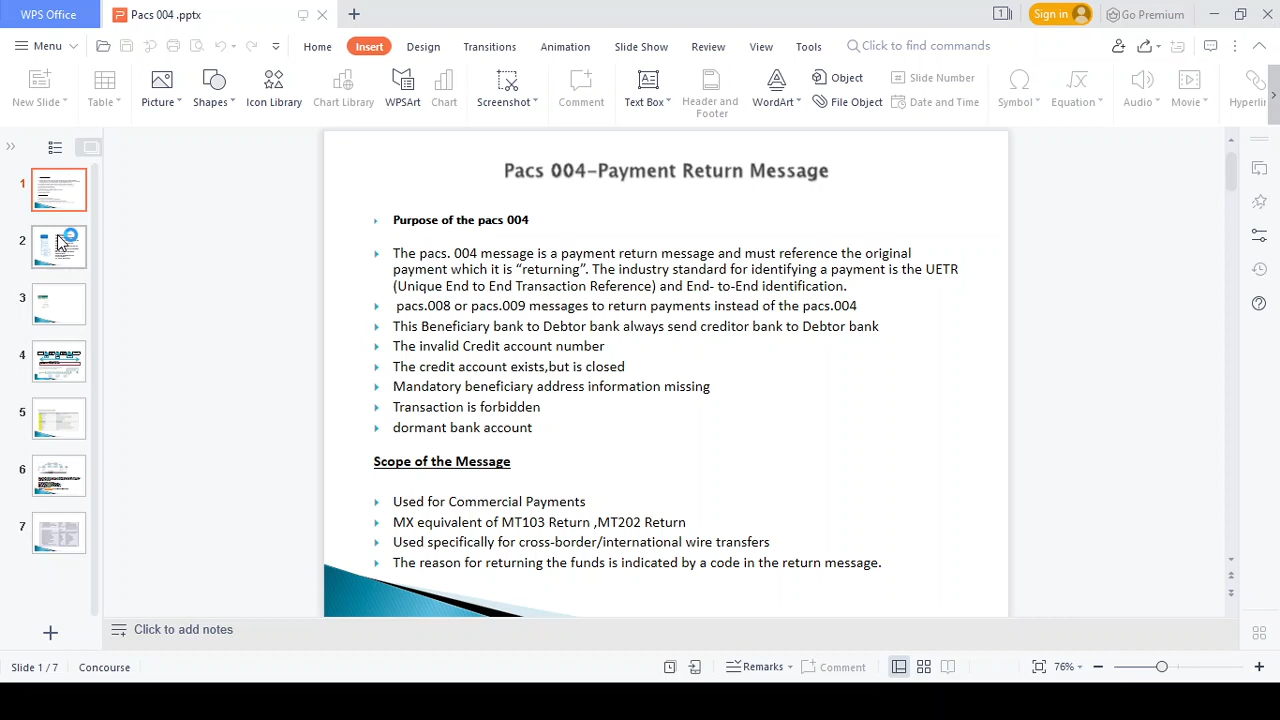 WPS Office
Pacs 004 .pptx
Sign in
Go Premium
Menu
Home
Insert
Design
Transitions
Animation
Slide Show
Review
View
Tools
Click to find commands
New Slide
Table
Picture
Shapes
Icon Library
Chart Library
WPSArt
Chart
Screenshot
Comment
Text Box
Header and
Footer
WordArt
Object
File Object
Slide Number
Date and Time
Symbol
Equation
Audio
Movie
Hyperlin
1
2
3
4
5
6
7
Pacs 004-Payment Return Message
Purpose of the pacs 004
The pacs. 004 message is a payment return message and must reference the original
payment which it is “returning”. The industry standard for identifying a payment is the UETR
(Unique End to End Transaction Reference) and End- to-End identification.
pacs.008 or pacs.009 messages to return payments instead of the pacs.004
This Beneficiary bank to Debtor bank always send creditor bank to Debtor bank
The invalid Credit account number
The credit account exists,but is closed
Mandatory beneficiary address information missing
Transaction is forbidden
dormant bank account
Scope of the Message
Used for Commercial Payments
MX equivalent of MT103 Return ,MT202 Return
Used specifically for cross-border/international wire transfers
The reason for returning the funds is indicated by a code in the return message.
Click to add notes
Slide 1 / 7
Concourse
Remarks
Comment
76%